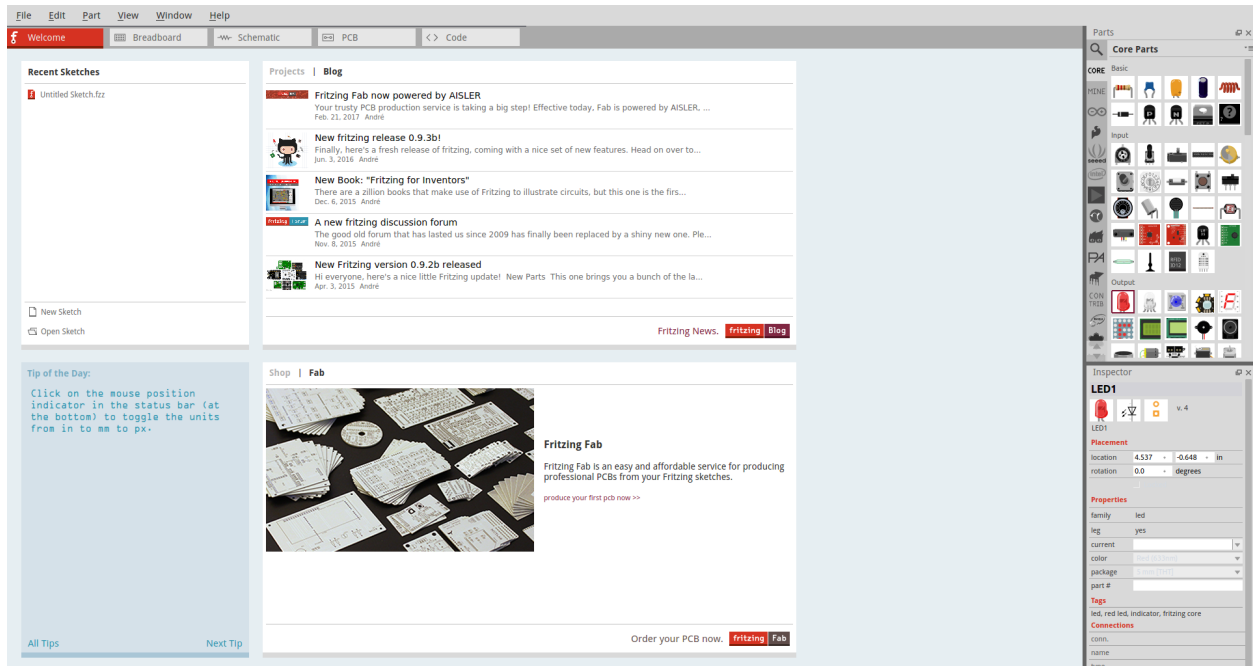 File Edit Part View Window Help
Welcome Breadboard Schematic PCB Code
Recent Sketches
Untitled Sketch.fzz
New Sketch
Open Sketch
Projects | Blog
Fritzing Fab now powered by AISLER
Your trusty PCB production service is taking a big step! Effective today, Fab is powered by AISLER, ...
Feb. 21, 2017 André
New fritzing release 0.9.3b!
Finally, here's a fresh release of fritzing, coming with a nice set of new features. Head on over to...
Jun. 3, 2016 André
New Book: "Fritzing for Inventors"
There are a zillion books that make use of Fritzing to illustrate circuits, but this one is the firs...
Dec. 6, 2015 André
A new fritzing discussion forum
The good old forum that has lasted us since 2009 has finally been replaced by a shiny new one. Ple...
Nov. 8, 2015 André
New Fritzing version 0.9.2b released
Hi everyone, here's a nice little Fritzing update! New Parts This one brings you a bunch of the la...
Apr. 3, 2015 André
Fritzing News. fritzing Blog
Tip of the Day:
Click on the mouse position
indicator in the status bar (at
the bottom) to toggle the units
from in to mm to px.
All Tips Next Tip
Shop | Fab
Fritzing Fab
Fritzing Fab is an easy and affordable service for producing
professional PCBs from your Fritzing sketches.
produce your first pcb now >>
Order your PCB now. fritzing Fab
Parts
Core Parts
CORE
MINE
seeed
intel
PA
CON
TRIB
Basic
P N ?
Input
Output
Inspector
LED1
v. 4
LED1
Placement
location 4.537 -0.648 in
rotation 0.0 degrees
Properties
family led
leg yes
current
color
package
part #
Tags
led, red led, indicator, fritzing core
Connections
conn.
name